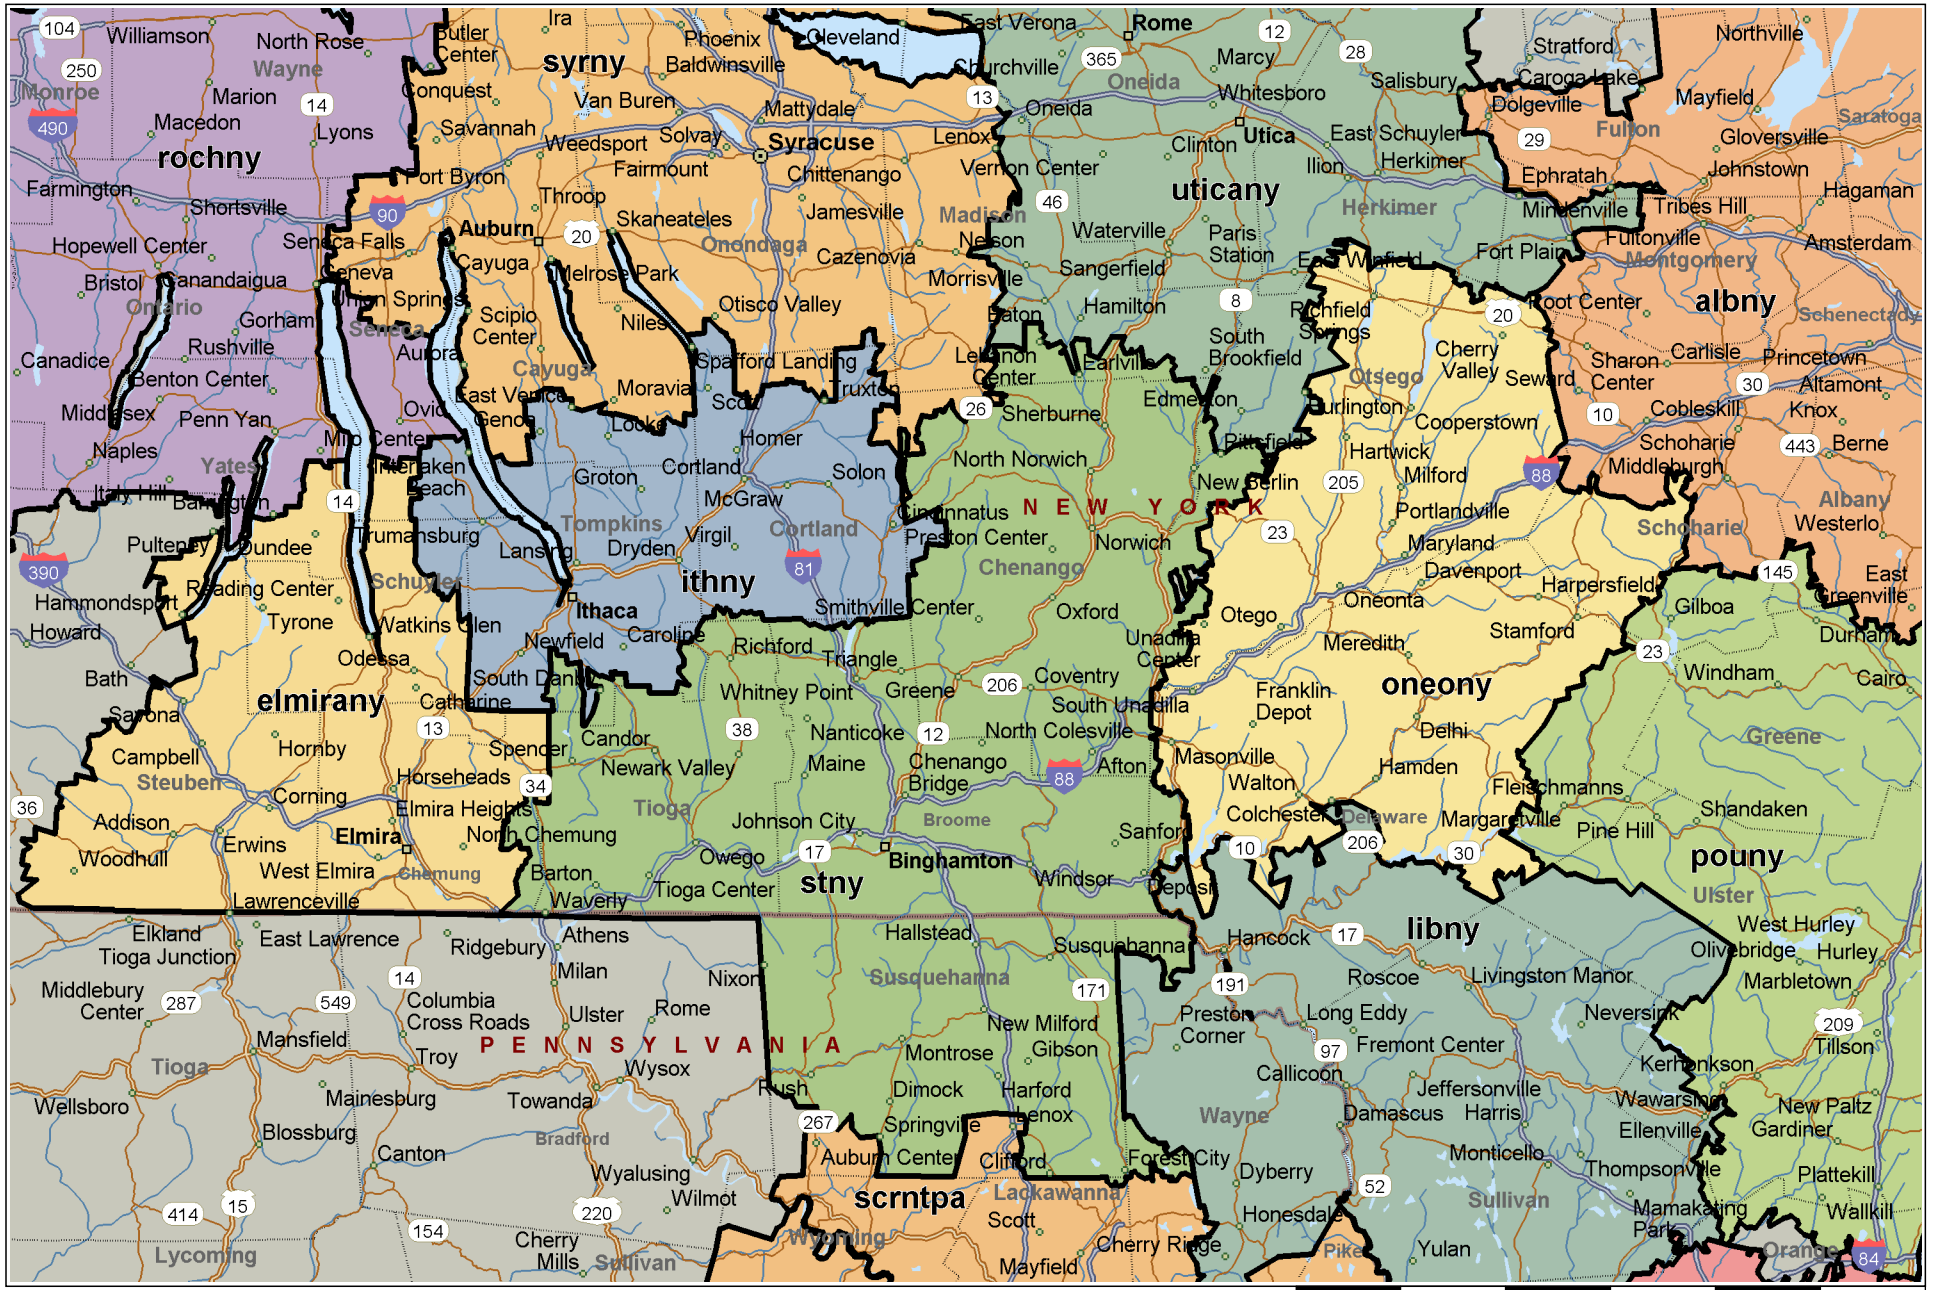 104
Williamson
North Rose
Butler
Center
Ira
syrny
Phoenix
Baldwinsville
Cleveland
East Verona
Rome
12
28
Stratford
Northville
250
Wayne
Churchville
365
Marcy
Oneida
Salisbury
Caroga Lake
Monroe
Marion
14
Conquest
Van Buren
Mattydale
13
Oneida
Whitesboro
Dolgeville
Mayfield
490
Macedon
Lyons
Savannah
Weedsport
Solvay
Syracuse
Lenox
Clinton
Utica
East Schuyler
29
Fulton
Saratoga
Gloversville
rochny
Fairmount
Chittenango
Vernon Center
Ilion
Herkimer
Ephratah
Johnstown
Farmington
Port Byron
Throop
46
uticany
Hagaman
Shortsville
90
Auburn
20
Skaneateles
Jamesville
Madison
Herkimer
Mindenville
Tribes Hill
Hopewell Center
Seneca Falls
Onondaga
Nelson
Waterville
Paris
Station
Fultonville
Amsterdam
Cayuga
Cazenovia
Fort Plain
Montgomery
Bristol
Canandaigua
Geneva
Melrose Park
Morrisville
Sangerfield
East Winfield
Ontario
Union Springs
Otisco Valley
Hamilton
8
Richfield
Springs
20
Root Center
albny
Gorham
Seneca
Scipio
Center
Niles
Eaton
South
Brookfield
Schenectady
Canadice
Rushville
Aurora
Spafford Landing
Lebanon
Center
Earlville
Cherry
Valley
Sharon
Center
Carlisle
Princetown
Benton Center
Cayuga
Moravia
Truxton
Otsego
Seward
30
Altamont
Middlesex
Penn Yan
Ovid
East Venice
Genoa
Scott
26
Sherburne
Edmeston
Burlington
10
Cobleskill
Knox
Naples
Milo Center
Locke
Homer
Cooperstown
Schoharie
443
Berne
Yates
Interlaken
Beach
Groton
Cortland
Solon
North Norwich
Pittsfield
Hartwick
Milford
88
Middleburgh
Italy Hill
Barrington
14
McGraw
Cincinnatus
NEW YORK
New Berlin
205
Portlandville
Albany
Pulteney
Dundee
Trumansburg
Tompkins
Lansing
Dryden
Virgil
Cortland
Preston Center
Norwich
23
Maryland
Schoharie
Westerlo
390
Reading Center
Schuyler
ithny
81
Chenango
Davenport
Harpersfield
145
East
Greenville
Hammondsport
Howard
Tyrone
Watkins Glen
Ithaca
Smithville Center
Oxford
Otego
Oneonta
Gilboa
Newfield
Caroline
Richford
Unadilla
Center
Meredith
Stamford
Durham
Odessa
Triangle
23
Windham
Bath
elmirany
South Danby
Whitney Point
Greene
206
Coventry
Franklin
Depot
oneony
Cairo
Savona
Catharine
South Unadilla
13
Campbell
Hornby
Spencer
Candor
38
Nanticoke
12
North Colesville
Delhi
Greene
Steuben
Horseheads
Newark Valley
Maine
Chenango
Bridge
88
Afton
Masonville
Hamden
34
Walton
Fleischmanns
36
Corning
Elmira Heights
Tioga
Broome
Colchester
Delaware
Margaretville
Shandaken
Addison
Elmira
North Chemung
Johnson City
Sanford
Pine Hill
Erwins
17
Binghamton
10
206
30
pouny
Woodhull
West Elmira
Chemung
Barton
Owego
stny
Windsor
Deposit
Ulster
Lawrenceville
Waverly
Tioga Center
libny
West Hurley
Elkland
East Lawrence
Ridgebury
Athens
Hallstead
Susquehanna
Hancock
17
Olivebridge
Hurley
Tioga Junction
Milan
Nixon
Susquehanna
171
191
Roscoe
Livingston Manor
Marbletown
Middlebury
Center
287
549
14
Columbia
Cross Roads
Ulster
Rome
New Milford
Preston
Corner
Long Eddy
Neversink
209
Mansfield
Troy
PENNSYLVANIA
Montrose
Gibson
97
Fremont Center
Tillson
Tioga
Wysox
Rush
Dimock
Harford
Callicoon
Kerhonkson
Wellsboro
Mainesburg
Towanda
267
Springville
Lenox
Wayne
Damascus
Jeffersonville
Harris
Wawarsing
New Paltz
Blossburg
Bradford
Gardiner
Ellenville
Canton
Wyalusing
Auburn Center
Clifford
Forest City
Dyberry
Monticello
Thompsonville
Plattekill
414
15
Wilmot
scrntpa
Lackawanna
52
Sullivan
Mamakating
Park
Wallkill
154
220
Scott
Honesdale
Lycoming
Cherry
Mills
Sullivan
Wyoming
Mayfield
Cherry Ridge
Pike
Yulan
Orange
84